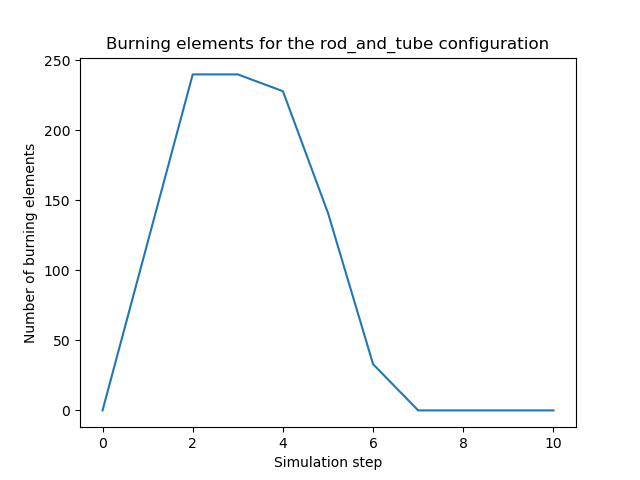 Burning elements for the rod_and_tube configuration
Number of burning elements
250
200
150
100
50
0
0 2 4 6 8 10
Simulation step